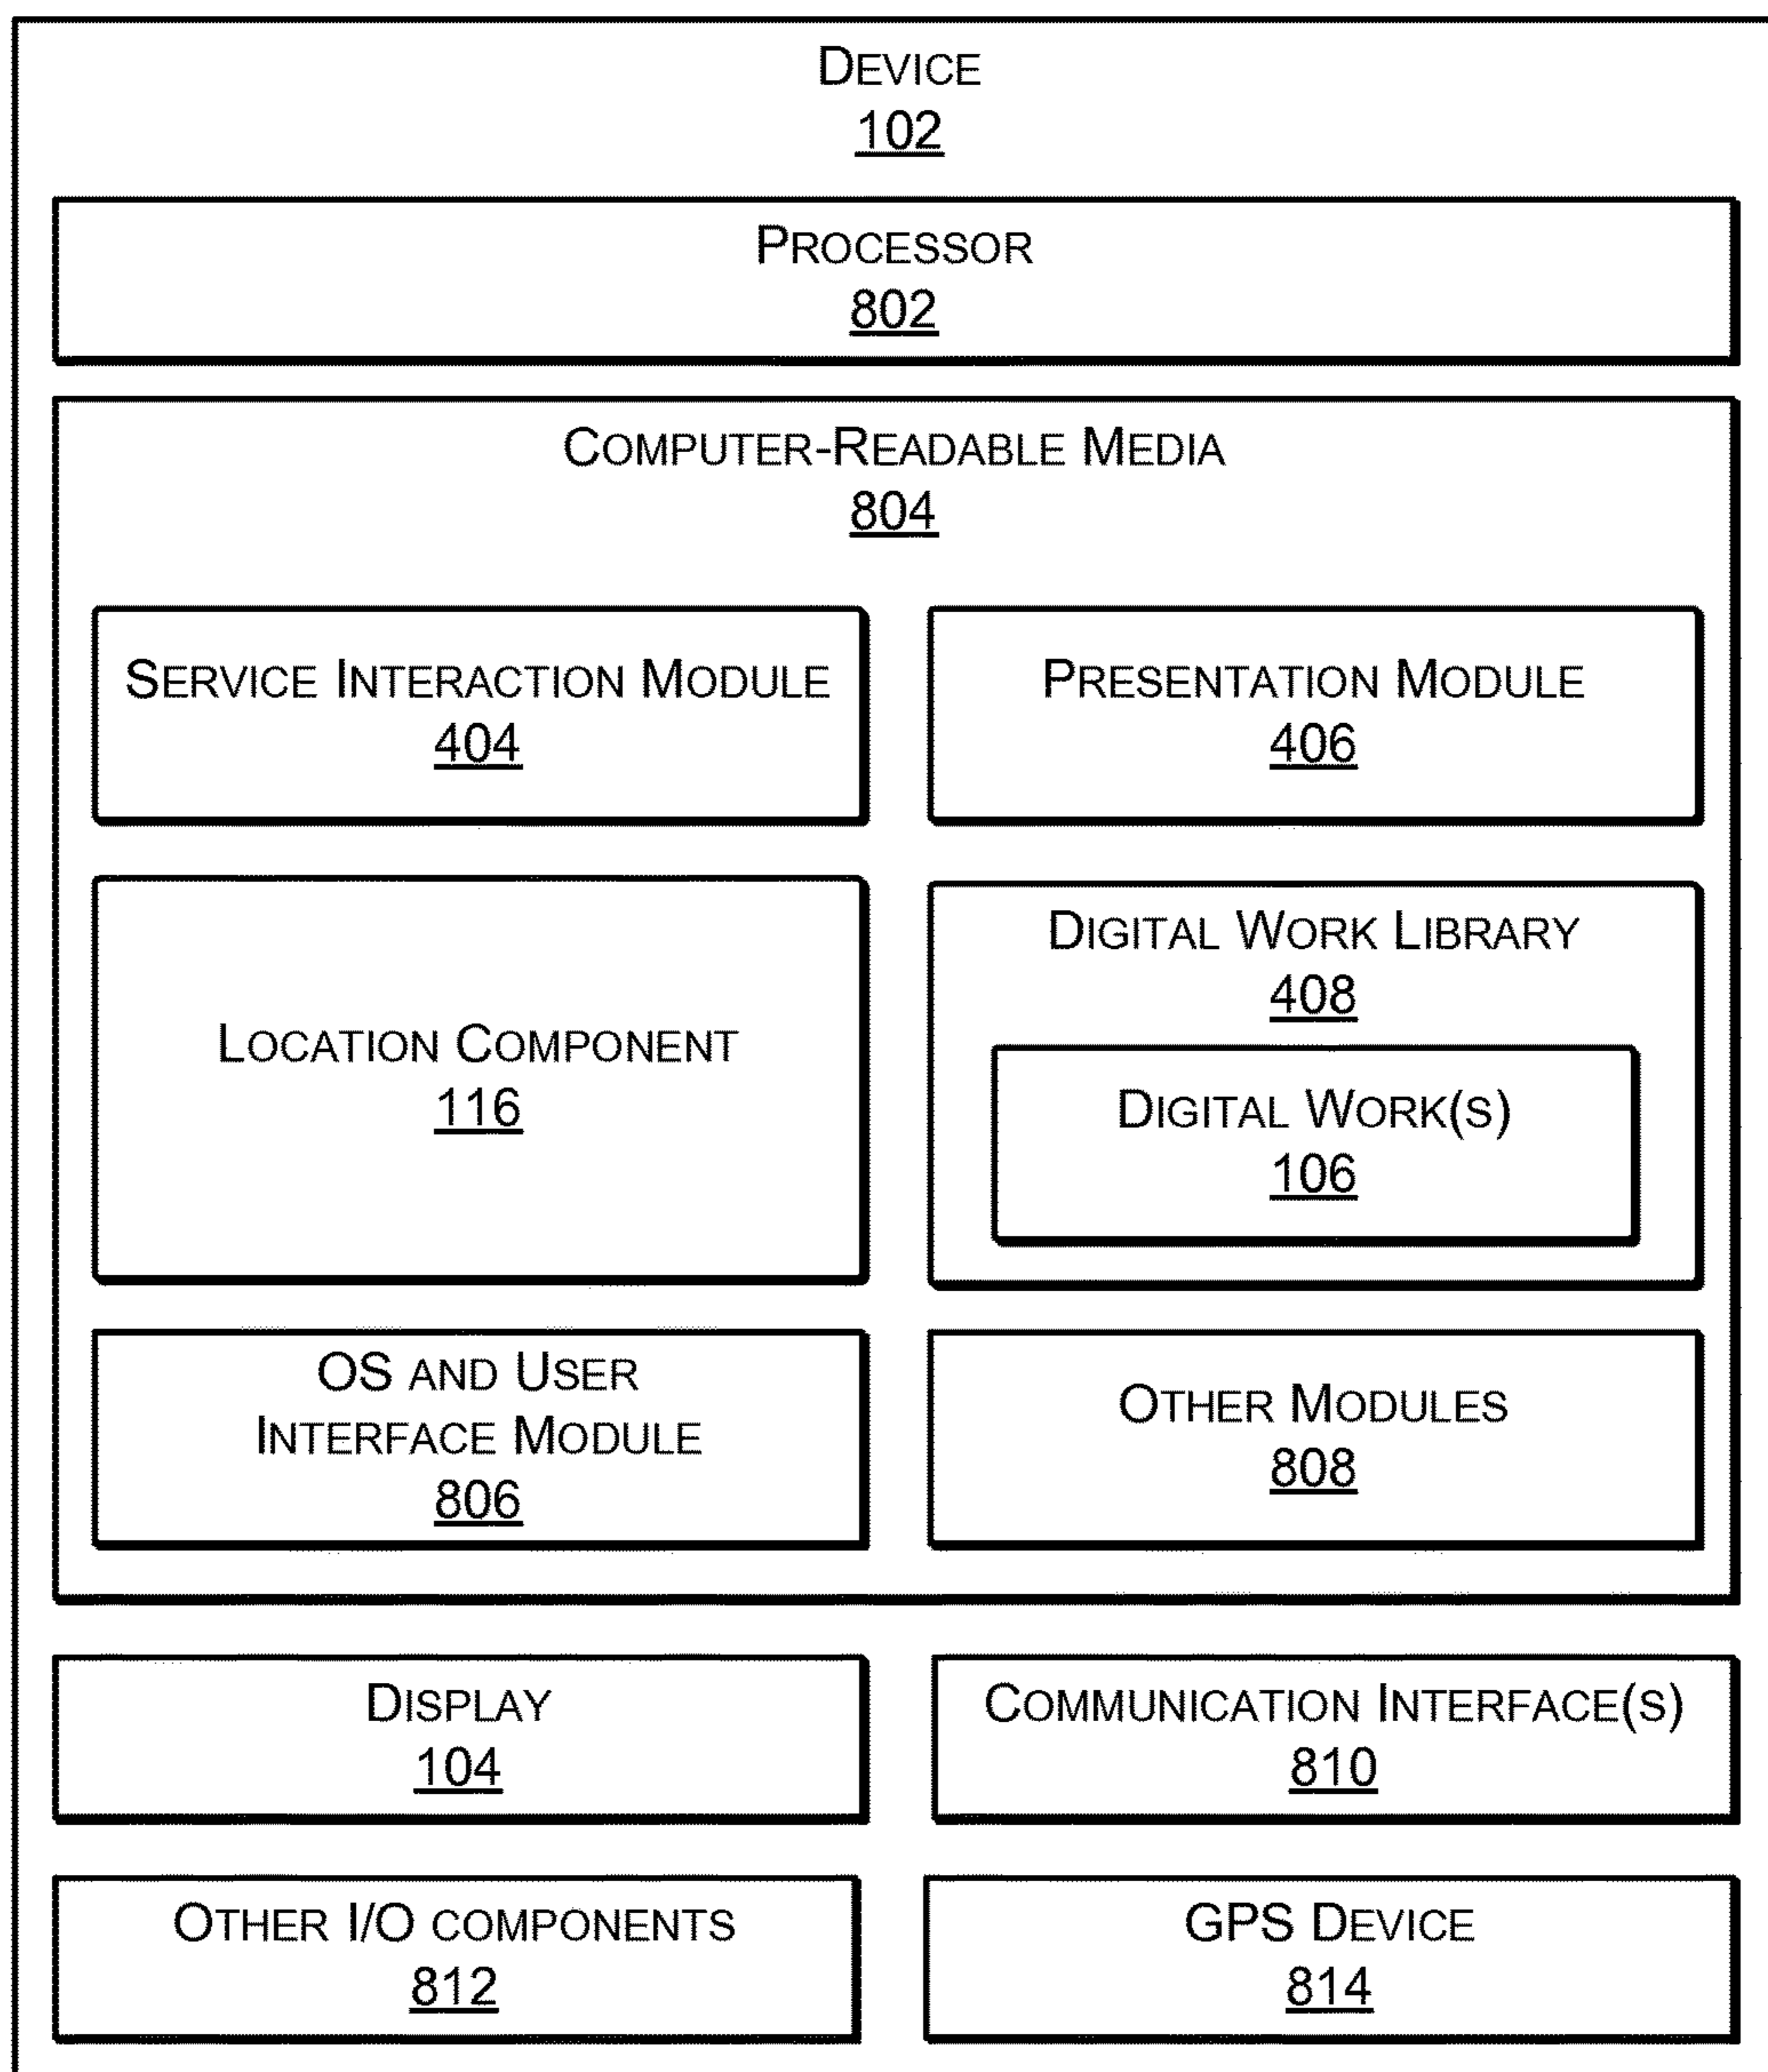 DEVICE
102
PROCESSOR
802
COMPUTER-READABLE MEDIA
804
SERVICE INTERACTION MODULE
404
PRESENTATION MODULE
406
LOCATION COMPONENT
116
DIGITAL WORK LIBRARY
408
DIGITAL WORK(S)
106
OS AND USER
INTERFACE MODULE
806
OTHER MODULES
808
DISPLAY
104
COMMUNICATION INTERFACE(S)
810
OTHER I/O COMPONENTS
812
GPS DEVICE
814